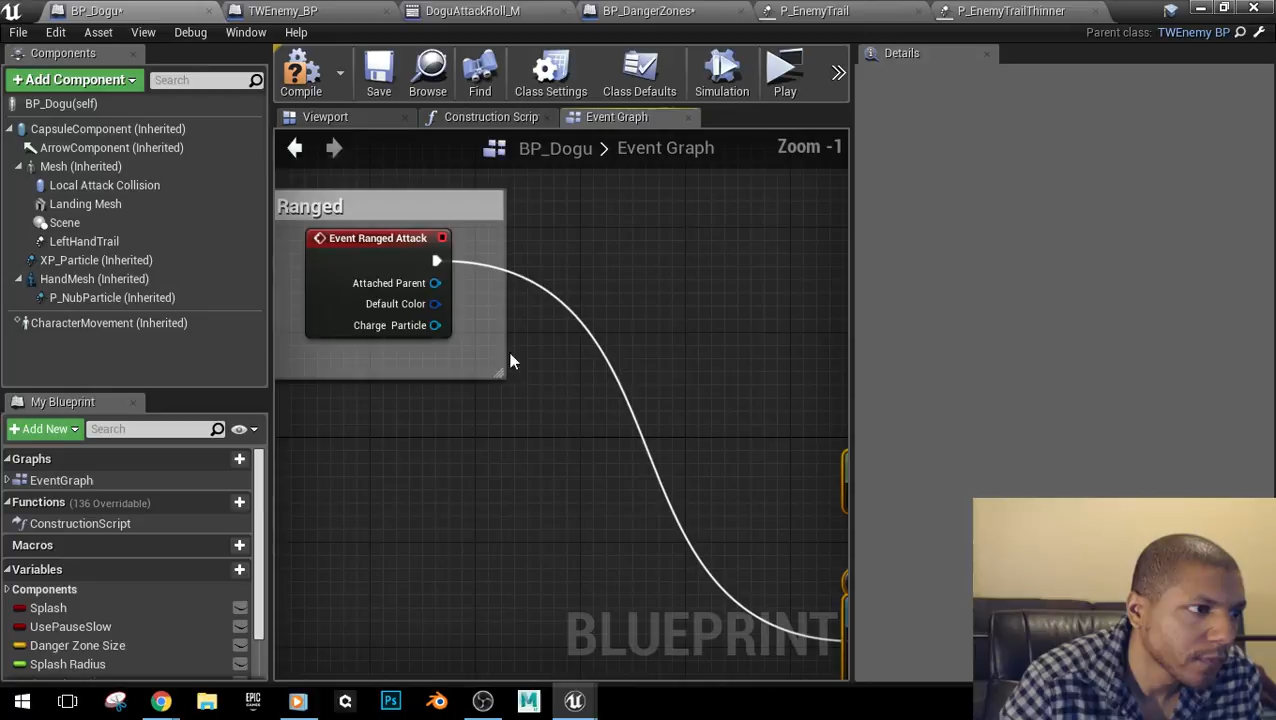 BP_Dogu*
TWEnemy_BP
DoguAttackRoll_M
BP_DangerZones*
P_EnemyTrail
P_EnemyTrailThinner
File
Edit
Asset
View
Debug
Window
Help
Parent class: TWEnemy BP
Components
+ Add Component
Search
BP_Dogu(self)
CapsuleComponent (Inherited)
ArrowComponent (Inherited)
Mesh (Inherited)
Local Attack Collision
Landing Mesh
Scene
LeftHandTrail
XP_Particle (Inherited)
HandMesh (Inherited)
P_NubParticle (Inherited)
CharacterMovement (Inherited)
My Blueprint
+ Add New
Search
Graphs
EventGraph
Functions (136 Overridable)
ConstructionScript
Macros
Variables
Components
Splash
UsePauseSlow
Danger Zone Size
Splash Radius
Compile
Save
Browse
Find
Class Settings
Class Defaults
Simulation
Play
Viewport
Construction Scrip
Event Graph
BP_Dogu > Event Graph
Zoom -1
Ranged
Event Ranged Attack
Attached Parent
Default Color
Charge Particle
BLUEPRINT
Details
EPIC
GAMES
Ps
M